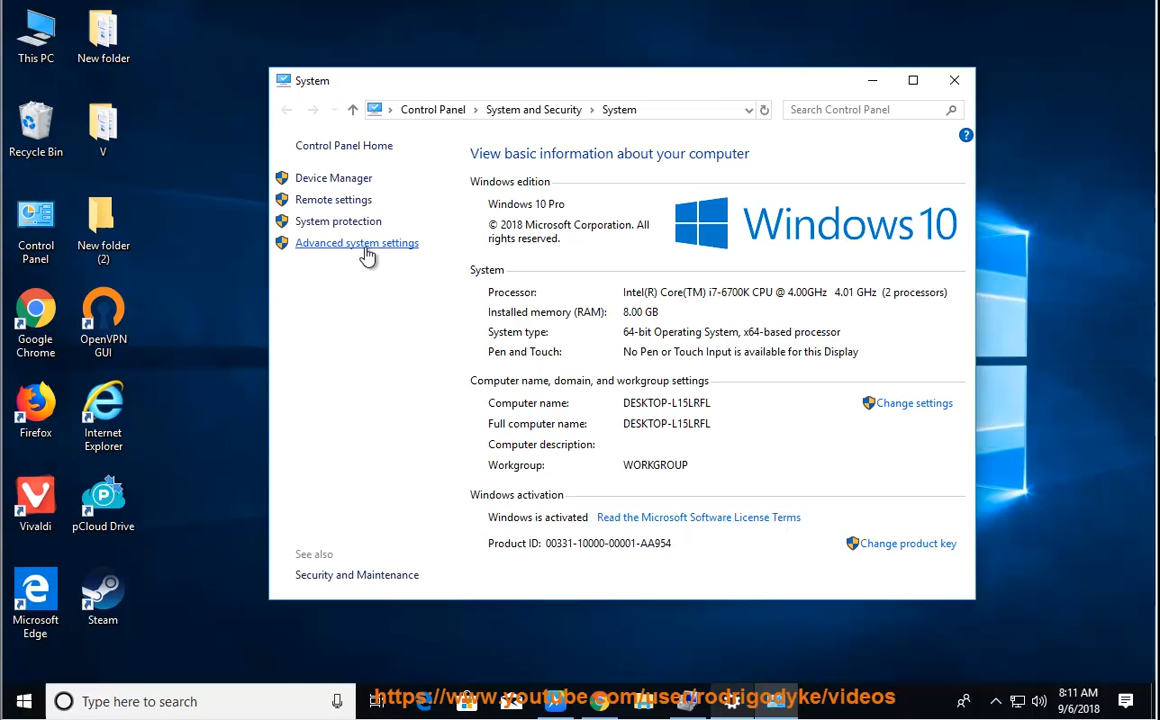 This PC
New folder
Recycle Bin
V
Control
Panel
New folder
(2)
Google
Chrome
OpenVPN
GUI
Firefox
Internet
Explorer
Vivaldi
pCloud Drive
Microsoft
Edge
Steam
System
Control Panel > System and Security > System
Search Control Panel
Control Panel Home
Device Manager
Remote settings
System protection
Advanced system settings
See also
Security and Maintenance
View basic information about your computer
Windows edition
Windows 10 Pro
© 2018 Microsoft Corporation. All
rights reserved.
Windows 10
System
Processor: Intel(R) Core(TM) i7-6700K CPU @ 4.00GHz 4.01 GHz (2 processors)
Installed memory (RAM): 8.00 GB
System type: 64-bit Operating System, x64-based processor
Pen and Touch: No Pen or Touch Input is available for this Display
Computer name, domain, and workgroup settings
Computer name: DESKTOP-L15LRFL
Change settings
Full computer name: DESKTOP-L15LRFL
Computer description:
Workgroup: WORKGROUP
Windows activation
Windows is activated Read the Microsoft Software License Terms
Product ID: 00331-10000-00001-AA954
Change product key
Type here to search
https://www.youtube.com/user/rodrigodyke/videos
8:11 AM
9/6/2018